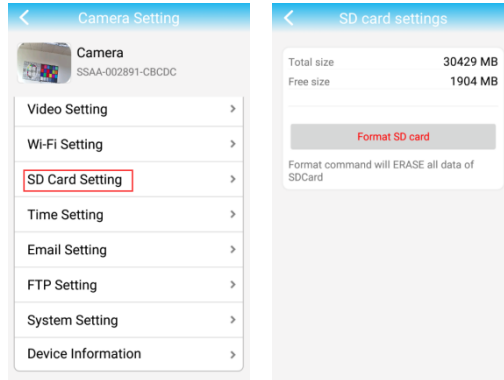 Camera Setting
Camera
SSAA-002891-CBCDC
Video Setting
Wi-Fi Setting
SD Card Setting
Time Setting
Email Setting
FTP Setting
System Setting
Device Information
SD card settings
Total size 30429 MB
Free size 1904 MB
Format SD card
Format command will ERASE all data of
SDCard